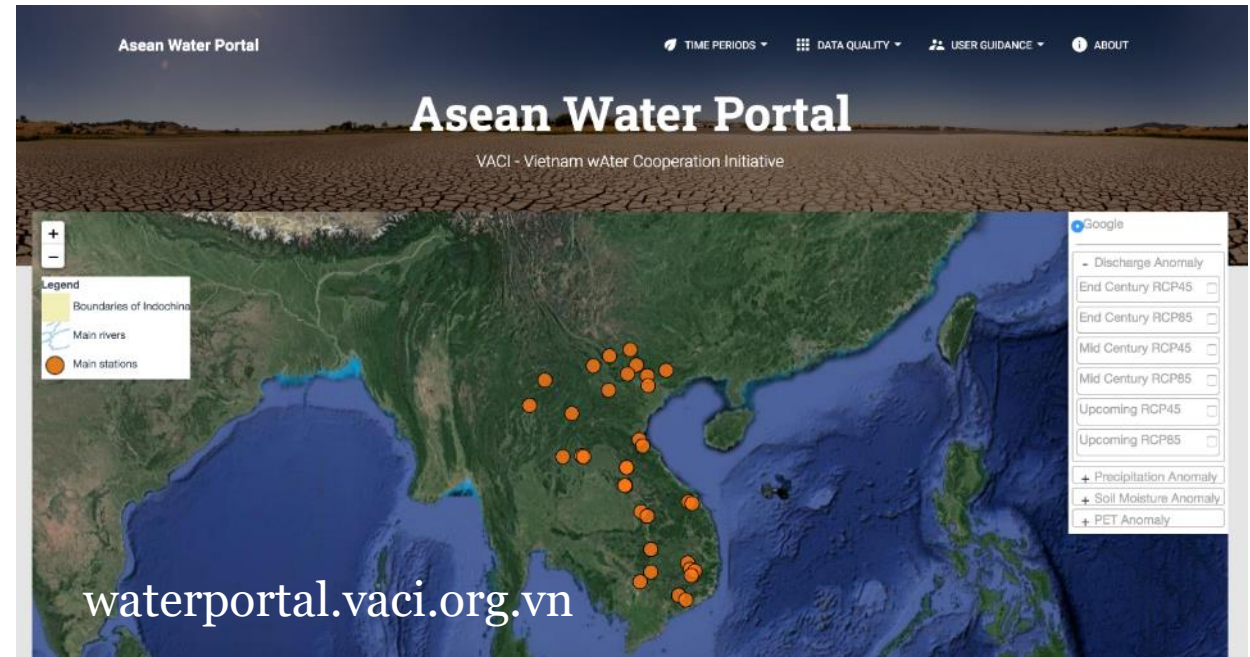 Asean Water Portal
TIME PERIODS
DATA QUALITY
USER GUIDANCE
ABOUT
Asean Water Portal
VACI - Vietnam wAter Cooperation Initiative
+
−
Legend
Boundaries of Indochina
Main rivers
Main stations
Google
- Discharge Anomaly
End Century RCP45
End Century RCP85
Mid Century RCP45
Mid Century RCP85
Upcoming RCP45
Upcoming RCP85
+ Precipitation Anomaly
+ Soil Moisture Anomaly
+ PET Anomaly
waterportal.vaci.org.vn